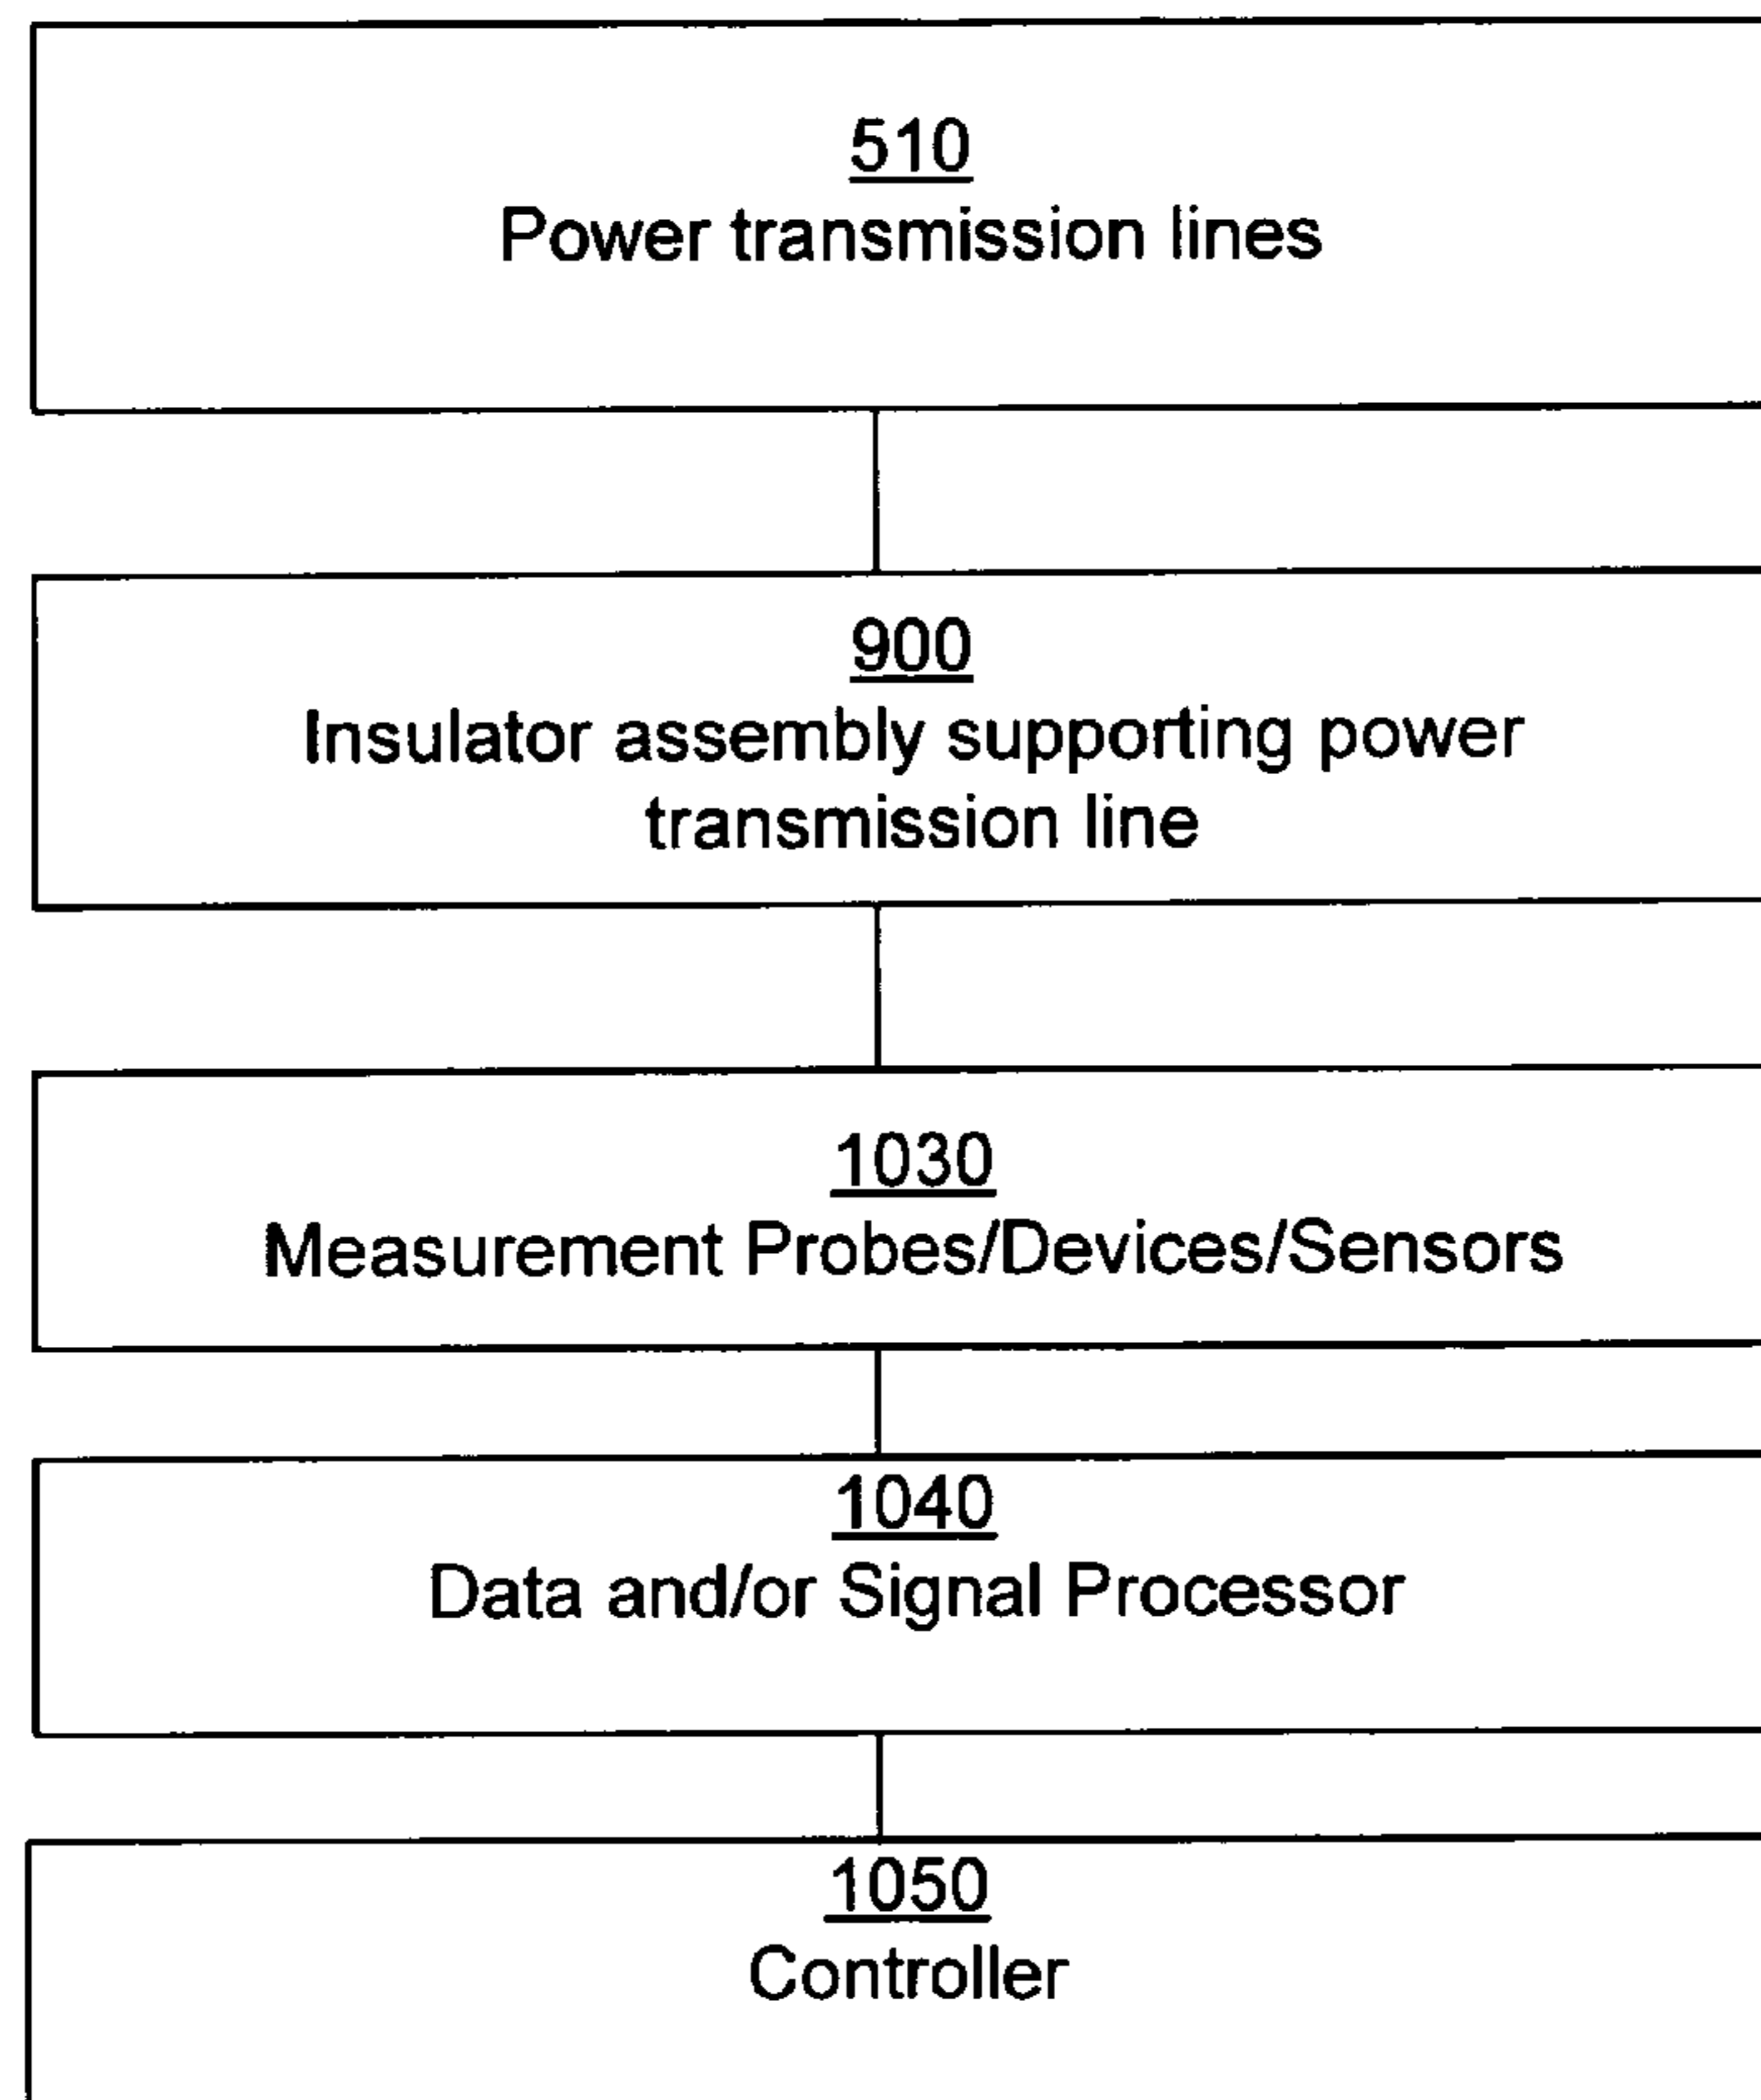 510
Power transmission lines
900
Insulator assembly supporting power
transmission line
1030
Measurement Probes/Devices/Sensors
1040
Data and/or Signal Processor
1050
Controller